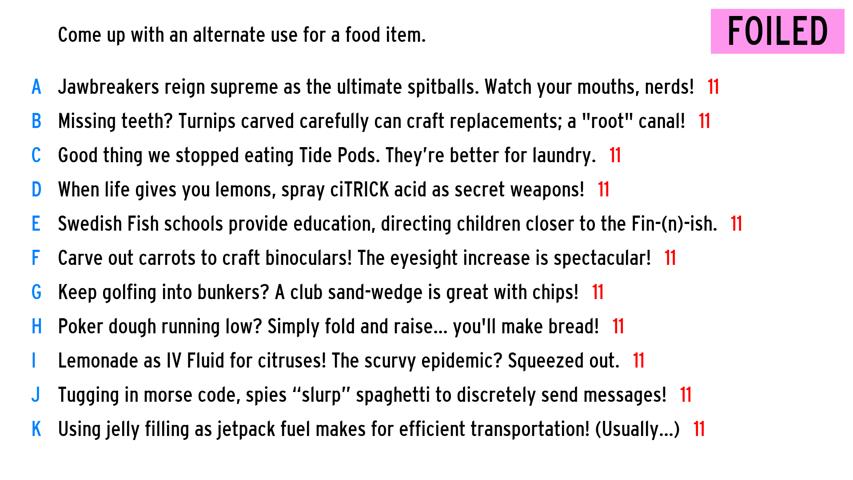 Come up with an alternate use for a food item.
FOILED
A Jawbreakers reign supreme as the ultimate spitballs. Watch your mouths, nerds! 11
B Missing teeth? Turnips carved carefully can craft replacements; a "root" canal! 11
C Good thing we stopped eating Tide Pods. They’re better for laundry. 11
D When life gives you lemons, spray ciTRICK acid as secret weapons! 11
E Swedish Fish schools provide education, directing children closer to the Fin-(n)-ish. 11
F Carve out carrots to craft binoculars! The eyesight increase is spectacular! 11
G Keep golfing into bunkers? A club sand-wedge is great with chips! 11
H Poker dough running low? Simply fold and raise... you'll make bread! 11
I Lemonade as IV Fluid for citruses! The scurvy epidemic? Squeezed out. 11
J Tugging in morse code, spies “slurp” spaghetti to discretely send messages! 11
K Using jelly filling as jetpack fuel makes for efficient transportation! (Usually...) 11